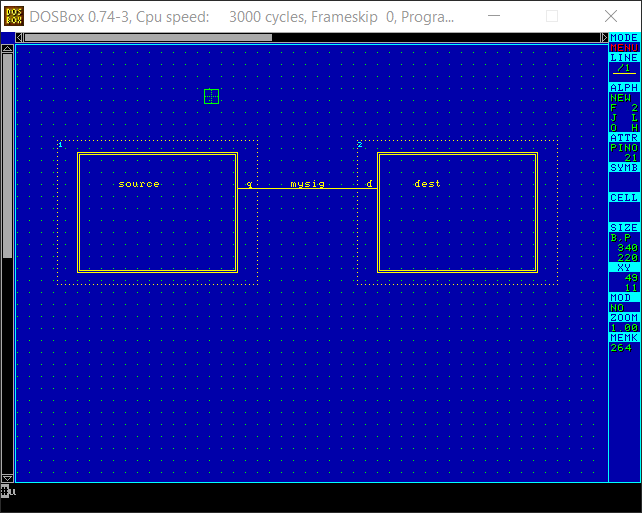 DOS BOX
DOSBox 0.74-3, Cpu speed: 3000 cycles, Frameskip 0, Progra...
MODE
MENU
LINE
/1
ALPH
NEW
F 2
J L
O H
ATTR
PINO
21
SYMB
CELL
SIZE
B,P
340
220
XY
49
11
MOD
NO
ZOOM
1.00
MEMK
264
1
2
source
q
mysig
d
dest
#u